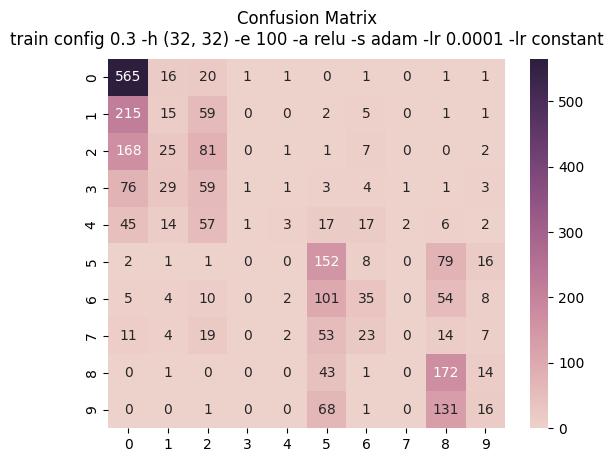 Confusion Matrix
train config 0.3 -h (32, 32) -e 100 -a relu -s adam -lr 0.0001 -lr constant
0 565 16 20 1 1 0 1 0 1 1
1 215 15 59 0 0 2 5 0 1 1
2 168 25 81 0 1 1 7 0 0 2
3 76 29 59 1 1 3 4 1 1 3
4 45 14 57 1 3 17 17 2 6 2
5 2 1 1 0 0 152 8 0 79 16
6 5 4 10 0 2 101 35 0 54 8
7 11 4 19 0 2 53 23 0 14 7
8 0 1 0 0 0 43 1 0 172 14
9 0 0 1 0 0 68 1 0 131 16
0 1 2 3 4 5 6 7 8 9
500
400
300
200
100
0